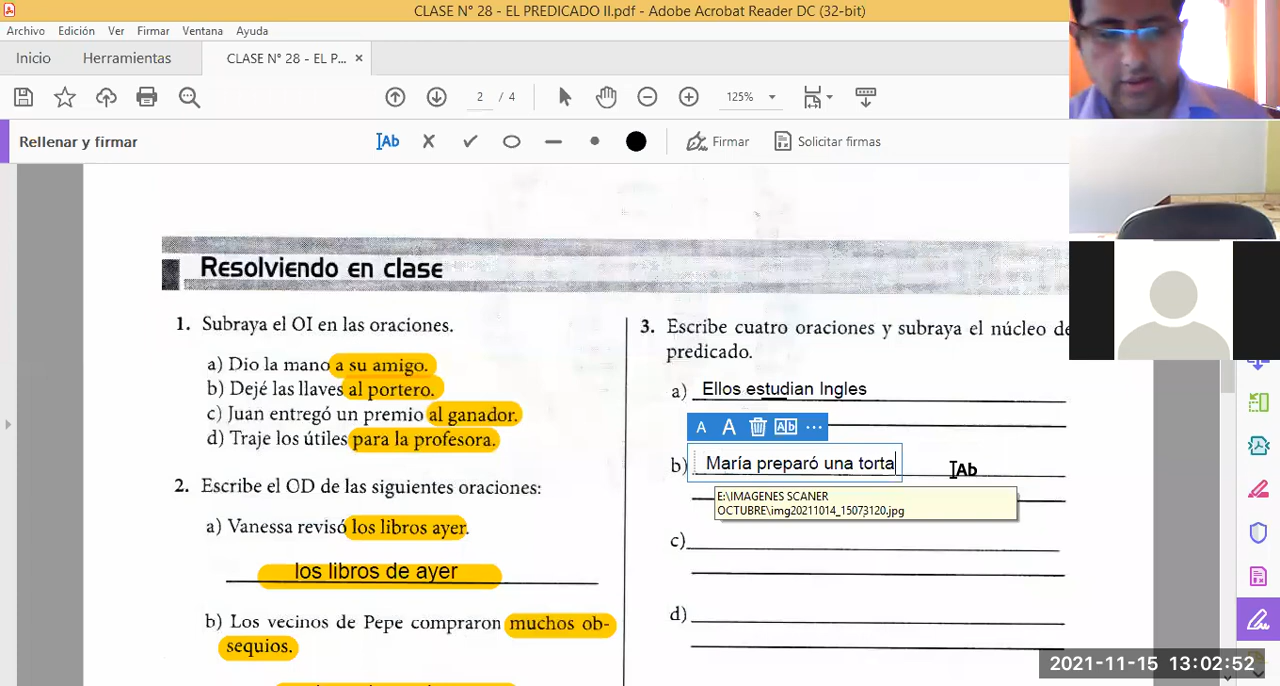 CLASE N° 28 - EL PREDICADO II.pdf - Adobe Acrobat Reader DC (32-bit)
Archivo Edición Ver Firmar Ventana Ayuda
Inicio Herramientas CLASE N° 28 - EL P... ×
2 / 4 125%
Rellenar y firmar Ab Firmar Solicitar firmas
Resolviendo en clase
1. Subraya el OI en las oraciones.
a) Dio la mano a su amigo.
b) Dejé las llaves al portero.
c) Juan entregó un premio al ganador.
d) Traje los útiles para la profesora.
2. Escribe el OD de las siguientes oraciones:
a) Vanessa revisó los libros ayer.
los libros de ayer
b) Los vecinos de Pepe compraron muchos ob-
sequios.
3. Escribe cuatro oraciones y subraya el núcleo de
predicado.
a) Ellos estudian Ingles
A A Ab ...
b) María preparó una torta Ab
E:\IMAGENES SCANER
OCTUBRE\img20211014_15073120.jpg
c)
d)
2021-11-15 13:02:52